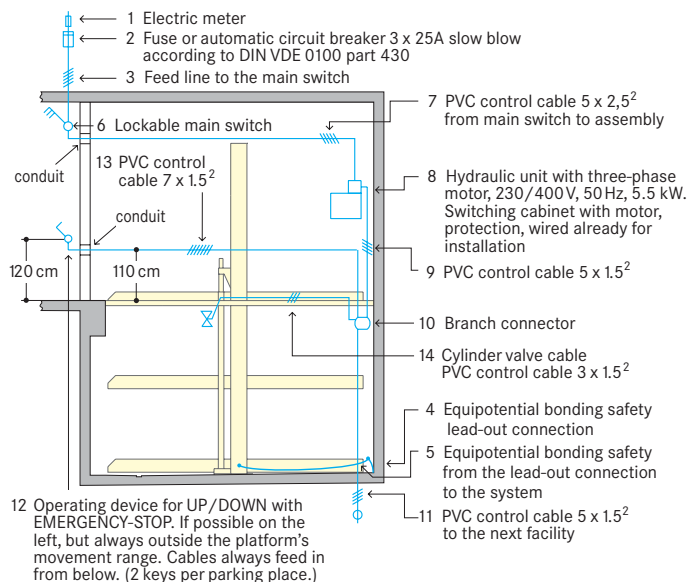 1 Electric meter
2 Fuse or automatic circuit breaker 3 x 25A slow blow
according to DIN VDE 0100 part 430
3 Feed line to the main switch
6 Lockable main switch
7 PVC control cable 5 x 2,5²
from main switch to assembly
13 PVC control
cable 7 x 1.5²
conduit
8 Hydraulic unit with three-phase
motor, 230/400V, 50Hz, 5.5 kW.
Switching cabinet with motor,
protection, wired already for
installation
conduit
120 cm
110 cm
9 PVC control cable 5 x 1.5²
10 Branch connector
14 Cylinder valve cable
PVC control cable 3 x 1.5²
4 Equipotential bonding safety
lead-out connection
5 Equipotential bonding safety
from the lead-out connection
to the system
11 PVC control cable 5 x 1.5²
to the next facility
12 Operating device for UP/DOWN with
EMERGENCY-STOP. If possible on the
left, but always outside the platform's
movement range. Cables always feed in
from below. (2 keys per parking place.)